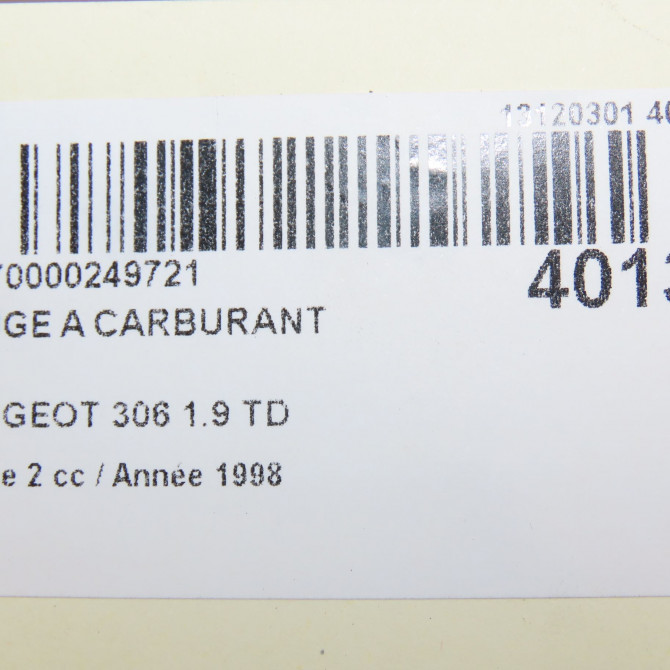 13120301 40
70000249721
4013
GE A CARBURANT
GEOT 306 1.9 TD
e 2 cc / Année 1998